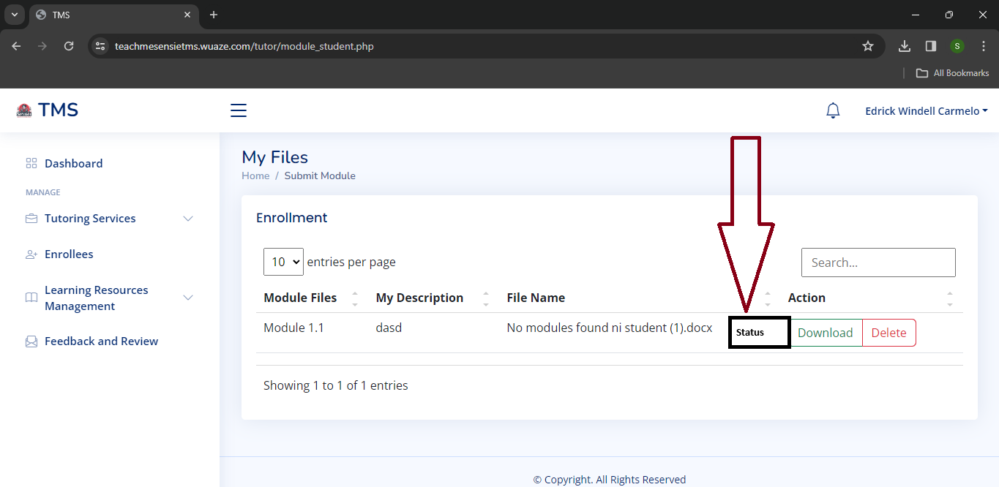 TMS
teachmesensietms.wuaze.com/tutor/module_student.php
S
All Bookmarks
TMS
Edrick Windell Carmelo
Dashboard
MANAGE
Tutoring Services
Enrollees
Learning Resources
Management
Feedback and Review
My Files
Home / Submit Module
Enrollment
10 entries per page
Search...
Module Files My Description File Name Action
Module 1.1 dasd No modules found ni student (1).docx Status Download Delete
Showing 1 to 1 of 1 entries
© Copyright. All Rights Reserved